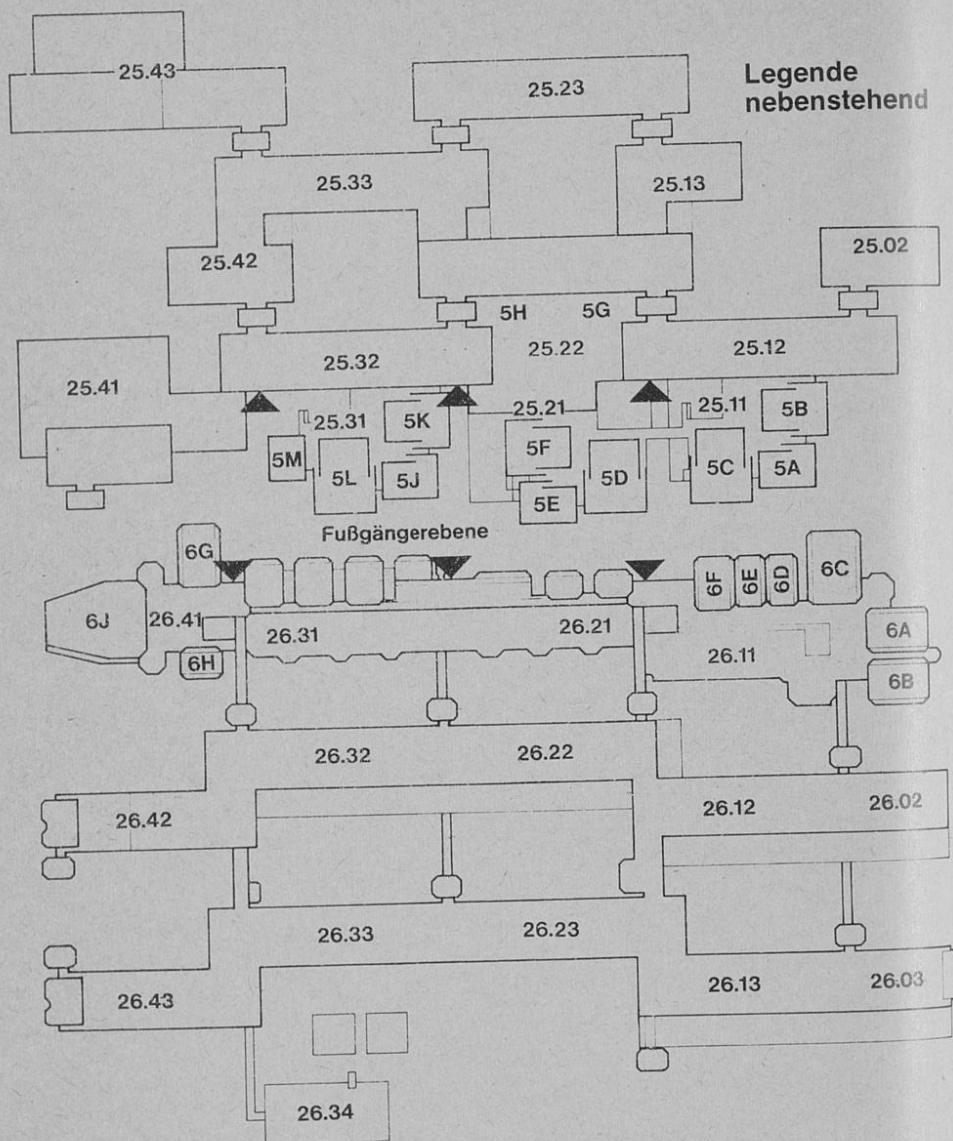 25.43
25.23
Legende
nebenstehend
25.33
25.13
25.42
25.02
5H
5G
25.32
25.22
25.12
25.41
25.31
5K
25.21
25.11
5B
5M
5L
5J
5F
5E
5D
5C
5A
Fußgängerebene
6G
6J
26.41
6H
26.31
26.21
6F
6E
6D
6C
6A
26.11
6B
26.32
26.22
26.42
26.12
26.02
26.33
26.23
26.43
26.13
26.03
26.34